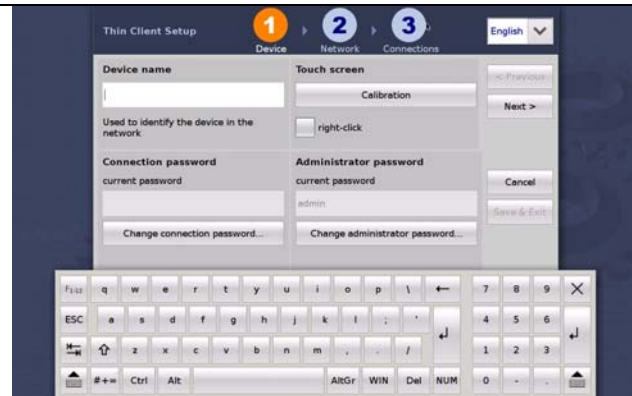 Thin Client Setup
1
2
3
Device
Network
Connections
English
Device name
Used to identify the device in the
network
Touch screen
Calibration
right-click
< Previous
Next >
Connection password
current password
Change connection password...
Administrator password
current password
admin
Change administrator password...
Cancel
Save & Exit
F1-12 q w e r t y u i o p \ ← 7 8 9 X
ESC a s d f g h j k l ; ' 4 5 6
z x c v b n m , . / 1 2 3
#+= Ctrl Alt AltGr WIN Del NUM 0 - .